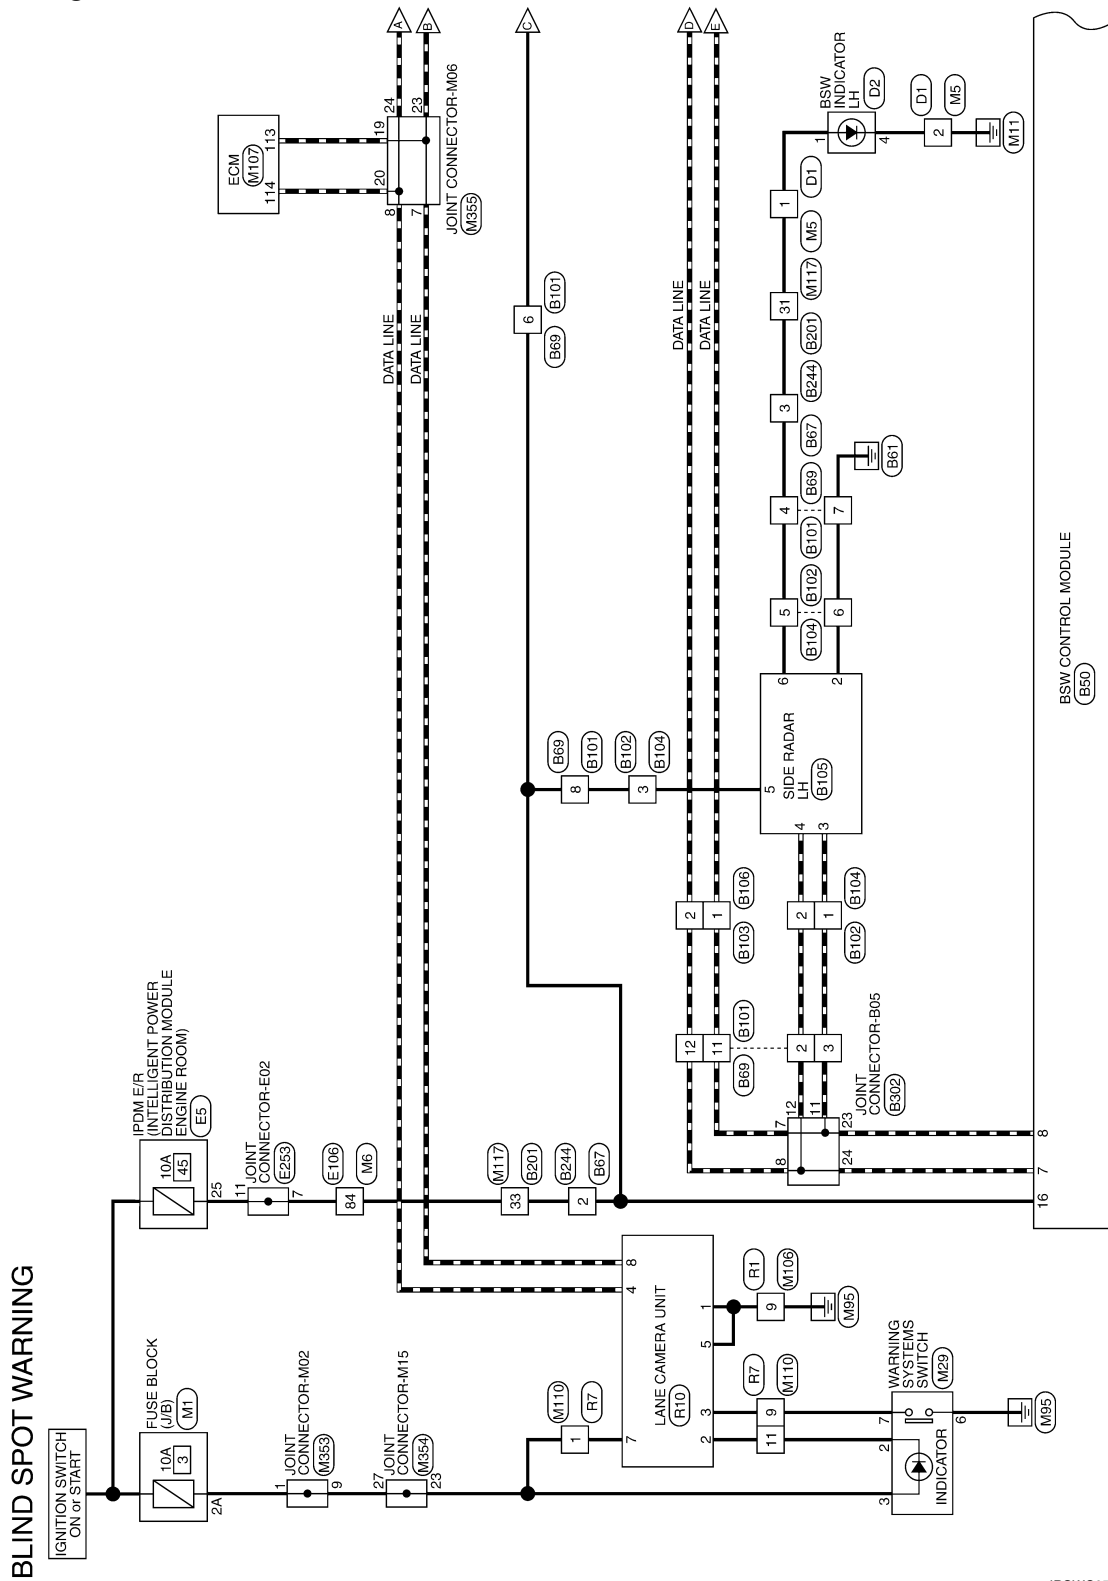 BLIND SPOT WARNING
IGNITION SWITCH
ON or START
FUSE BLOCK
(J/B)
M1
10A
3
2A
1
JOINT
CONNECTOR-M02
M353
9
27
JOINT
CONNECTOR-M15
M354
23
IPDM E/R
(INTELLIGENT POWER
DISTRIBUTION MODULE
ENGINE ROOM)
E5
10A
45
25
11
JOINT
CONNECTOR-E02
E253
7
E106
84
M6
M117
33
B201
B244
2
B67
M110
1
R7
7
4
8
LANE CAMERA UNIT
R10
2
3
5
1
R7
11
9
M110
R1
9
M106
M95
WARNING
SYSTEMS
SWITCH
M29
3
2
7
INDICATOR
6
M95
ECM
M107
114
113
20
19
8
24
7
23
JOINT CONNECTOR-M06
M355
DATA LINE
DATA LINE
A
B
C
D
E
B69
6
B101
B69
8
B101
B102
3
B104
DATA LINE
DATA LINE
B69
12
11
B101
2
3
B103
2
1
B106
B102
2
1
B104
8
7
12
11
24
23
JOINT
CONNECTOR-B05
B302
4
3
5
SIDE RADAR
LH
B105
6
2
B104
5
6
B102
B101
4
7
B69
B61
B67
3
B244
B201
31
M117
M5
1
D1
1
BSW
INDICATOR
LH
D2
4
D1
2
M5
M11
16
7
8
BSW CONTROL MODULE
B50